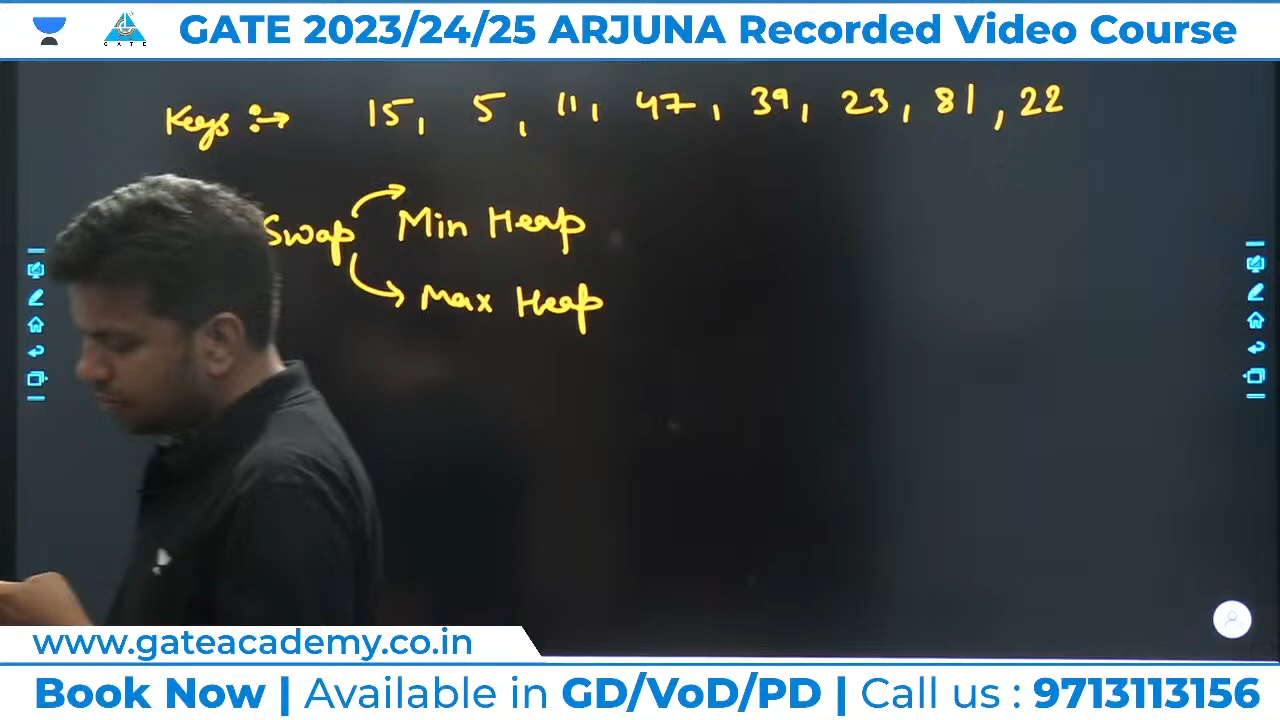 GATE 2023/24/25 ARJUNA Recorded Video Course
GATE
Keys :→ 15, 5, 11, 47, 39, 23, 81, 22
Swap
Min Heap
Max Heap
www.gateacademy.co.in
Book Now | Available in GD/VoD/PD | Call us : 9713113156